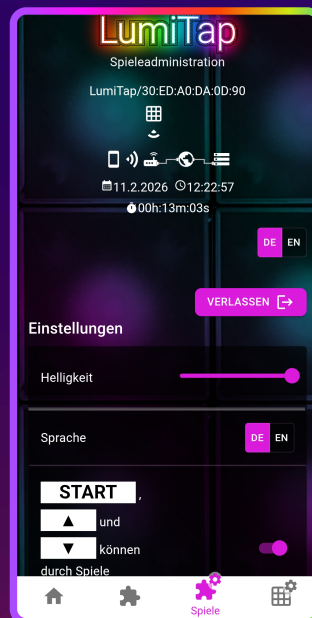 LumiTap
Spieleadministration
LumiTap/30:ED:A0:DA:0D:90
11.2.2026 12:22:57
00h:13m:03s
DE EN
VERLASSEN
Einstellungen
Helligkeit
Sprache DE EN
START ,
▲ und
▼ können
durch Spiele
Spiele